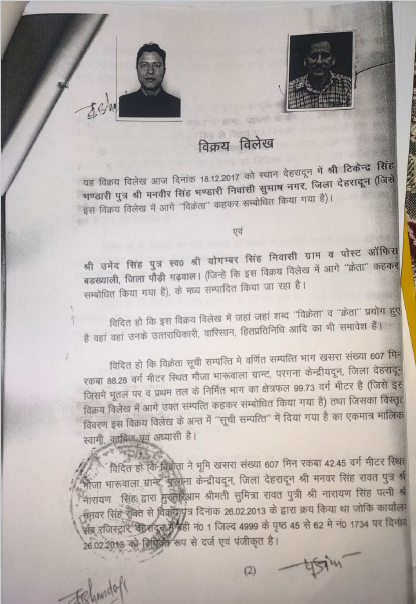 विक्रय विलेख
यह विक्रय विलेख आज दिनांक 18.12.2017 को स्थान देहरादून में श्री टिकेन्द्र सिंह
भण्डारी पुत्र श्री मनवीर सिंह भण्डारी निवासी सुभाष नगर, जिला देहरादून (जिसे
इस विक्रय विलेख में आगे "विक्रेता" कहकर सम्बोधित किया गया है)।
एवं
श्री उमेद सिंह पुत्र स्व0 श्री योगम्बर सिंह निवासी ग्राम व पोस्ट ऑफिस
बडख्याली, जिला पौड़ी गढ़वाल। (जिन्हे कि इस विक्रय विलेख में आगे "क्रेता" कहकर
सम्बोधित किया गया है), के मध्य सम्पादित किया जा रहा है।
विदित हो कि इस विक्रय विलेख में जहां जहां शब्द "विक्रेता" व "क्रेता" प्रयोग हुए
है वहां वहां उनके उत्तराधिकारी, वारिसान, हितप्रतिनिधि आदि का भी समावेश है।
विदित हो कि विक्रेता सूची सम्पत्ति मे वर्णित सम्पत्ति भाग खसरा संख्या 607 मिन
रकबा 88.28 वर्ग मीटर स्थित मौजा भारूवाला ग्रान्ट, परगना केन्द्रीयदून, जिला देहरादून
जिसमे भूतल पर व प्रथम तल के निर्मित भाग का क्षेत्रफल 99.73 वर्ग मीटर है (जिसे इस
विक्रय विलेख में आगे उक्त सम्पत्ति कहकर सम्बोधित किया गया है) तथा जिसका विस्तृत
विवरण इस विक्रय विलेख के अन्त में "सूची सम्पत्ति" में दिया गया है का एकमात्र मालिक
स्वामी, काबिज एवं अध्यासी है।
विदित हो कि विक्रेता ने भूमि खसरा संख्या 607 मिन रकबा 42.45 वर्ग मीटर स्थित
मौजा भारूवाला ग्रान्ट, परगना केन्द्रीयदून, जिला देहरादून श्री मनवर सिंह रावत पुत्र श्री
नारायण सिंह द्वारा मुख्तारआम श्रीमती सुमित्रा रावत पुत्री श्री नारायण सिंह पत्नी श्री
मनवर सिंह रावत से विक्रय पत्र दिनांक 26.02.2013 के द्वारा क्रय किया था जोकि कार्यालय
सब रजिस्ट्रार देहरादून में बही नं0 1 जिल्द 4999 के पृष्ठ 45 से 62 मे नं0 1734 पर दिनांक
26.02.2013 को विधिवत रूप से दर्ज एवं पंजीकृत है।
(2)